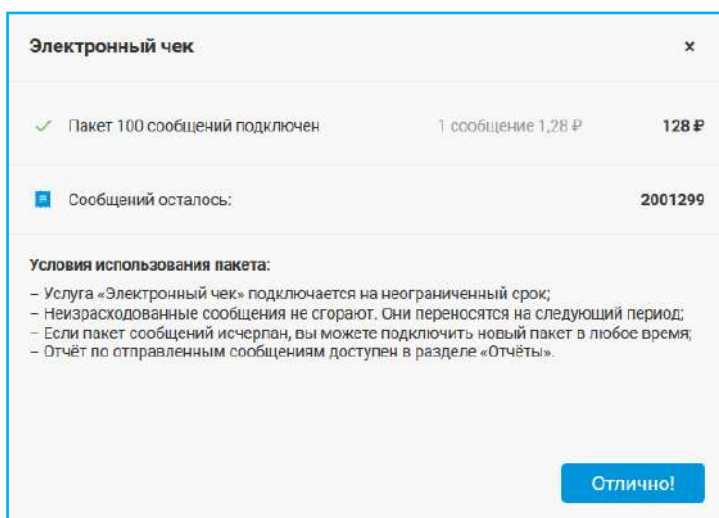 Электронный чек ×
Пакет 100 сообщений подключен 1 сообщение 1,28 ₽ 128 ₽
Сообщений осталось: 2001299
Условия использования пакета:
– Услуга «Электронный чек» подключается на неограниченный срок;
– Неизрасходованные сообщения не сгорают. Они переносятся на следующий период;
– Если пакет сообщений исчерпан, вы можете подключить новый пакет в любое время;
– Отчёт по отправленным сообщениям доступен в разделе «Отчёты».
Отлично!